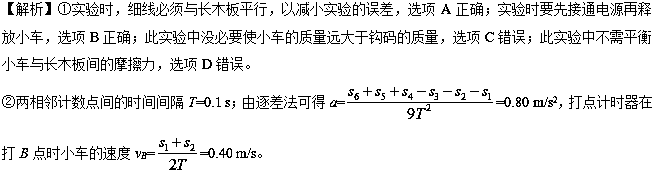 【解析】①实验时，细线必须与长木板平行，以减小实验的误差，选项 A 正确；实验时要先接通电源再释
放小车，选项 B 正确；此实验中没必要使小车的质量远大于钩码的质量，选项 C 错误；此实验中不需平衡
小车与长木板间的摩擦力，选项 D 错误。
②两相邻计数点间的时间间隔 T=0.1 s；由逐差法可得 a=\frac{s_6+s_5+s_4-s_3-s_2-s_1}{9T^2}=0.80 m/s²，打点计时器在
打 B 点时小车的速度 v_B=\frac{s_1+s_2}{2T}=0.40 m/s。